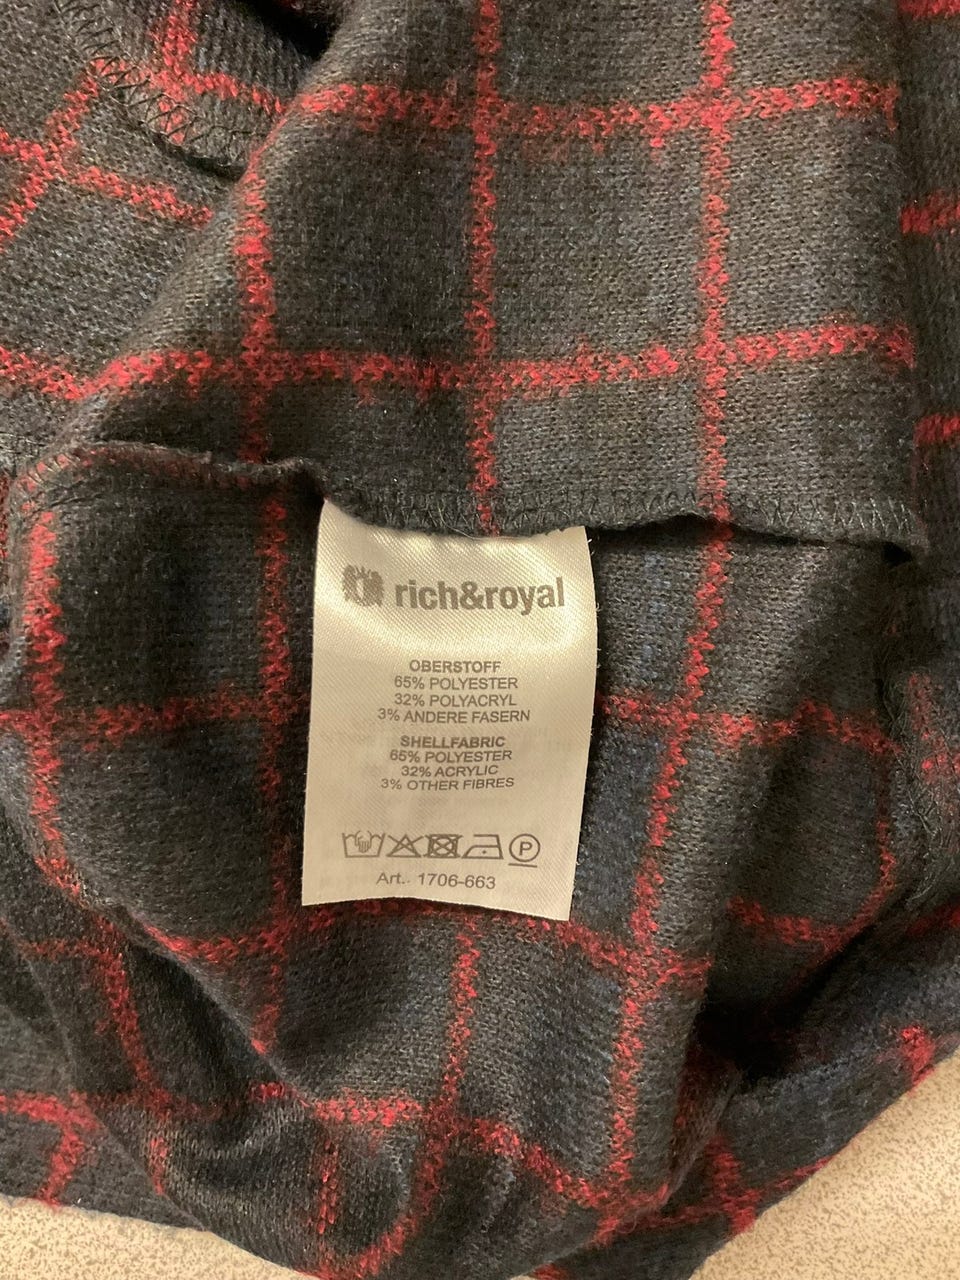 rich&royal
OBERSTOFF
65% POLYESTER
32% POLYACRYL
3% ANDERE FASERN
SHELLFABRIC
65% POLYESTER
32% ACRYLIC
3% OTHER FIBRES
P
Art.. 1706-663